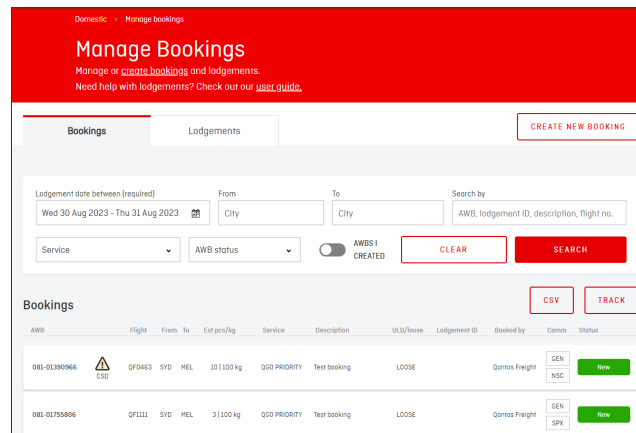 Domestic > Manage bookings
Manage Bookings
Manage or create bookings and lodgements.
Need help with lodgements? Check out our user guide.
Bookings
Lodgements
CREATE NEW BOOKING
Lodgement date between (required) From To Search by
Wed 30 Aug 2023 - Thu 31 Aug 2023 City City AWB, lodgement ID, description, flight no.
Service AWB status AWBS I CREATED CLEAR SEARCH
Bookings CSV TRACK
AWB Flight From To Est pcs/kg Service Description ULD/loose Lodgement ID Booked by Comm Status
081-01390966 CSD QF0463 SYD MEL 10 | 100 kg QGO PRIORITY Test booking LOOSE Qantas Freight GEN NSC New
081-01755806 QF1111 SYD MEL 3 | 100 kg QGO PRIORITY Test booking LOOSE Qantas Freight GEN SPX New